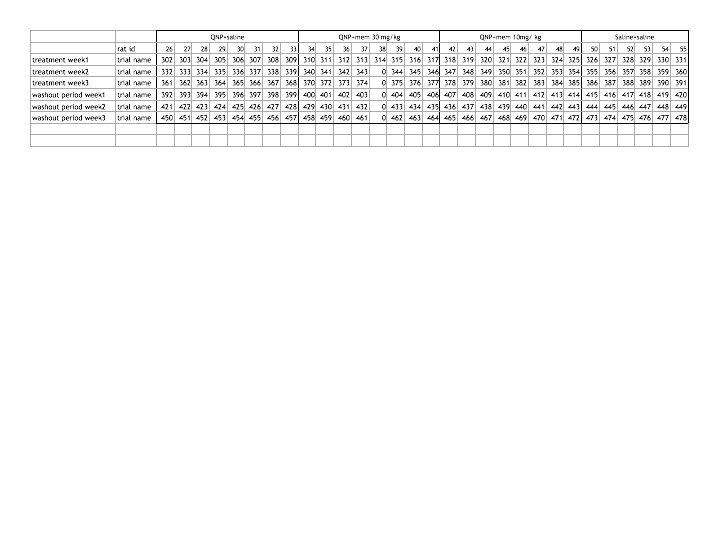 QNP-saline QNP-mem 30 mg/kg QNP-mem 10mg/ kg Saline-saline
rat id 26 27 28 29 30 31 32 33 34 35 36 37 38 39 40 41 42 43 44 45 46 47 48 49 50 51 52 53 54 55
treatment week1 trial name 302 303 304 305 306 307 308 309 310 311 312 313 314 315 316 317 318 319 320 321 322 323 324 325 326 327 328 329 330 331
treatment week2 trial name 332 333 334 335 336 337 338 339 340 341 342 343 0 344 345 346 347 348 349 350 351 352 353 354 355 356 357 358 359 360
treatment week3 trial name 361 362 363 364 365 366 367 368 370 372 373 374 0 375 376 377 378 379 380 381 382 383 384 385 386 387 388 389 390 391
washout period week1 trial name 392 393 394 395 396 397 398 399 400 401 402 403 0 404 405 406 407 408 409 410 411 412 413 414 415 416 417 418 419 420
washout period week2 trial name 421 422 423 424 425 426 427 428 429 430 431 432 0 433 434 435 436 437 438 439 440 441 442 443 444 445 446 447 448 449
washout period week3 trial name 450 451 452 453 454 455 456 457 458 459 460 461 0 462 463 464 465 466 467 468 469 470 471 472 473 474 475 476 477 478